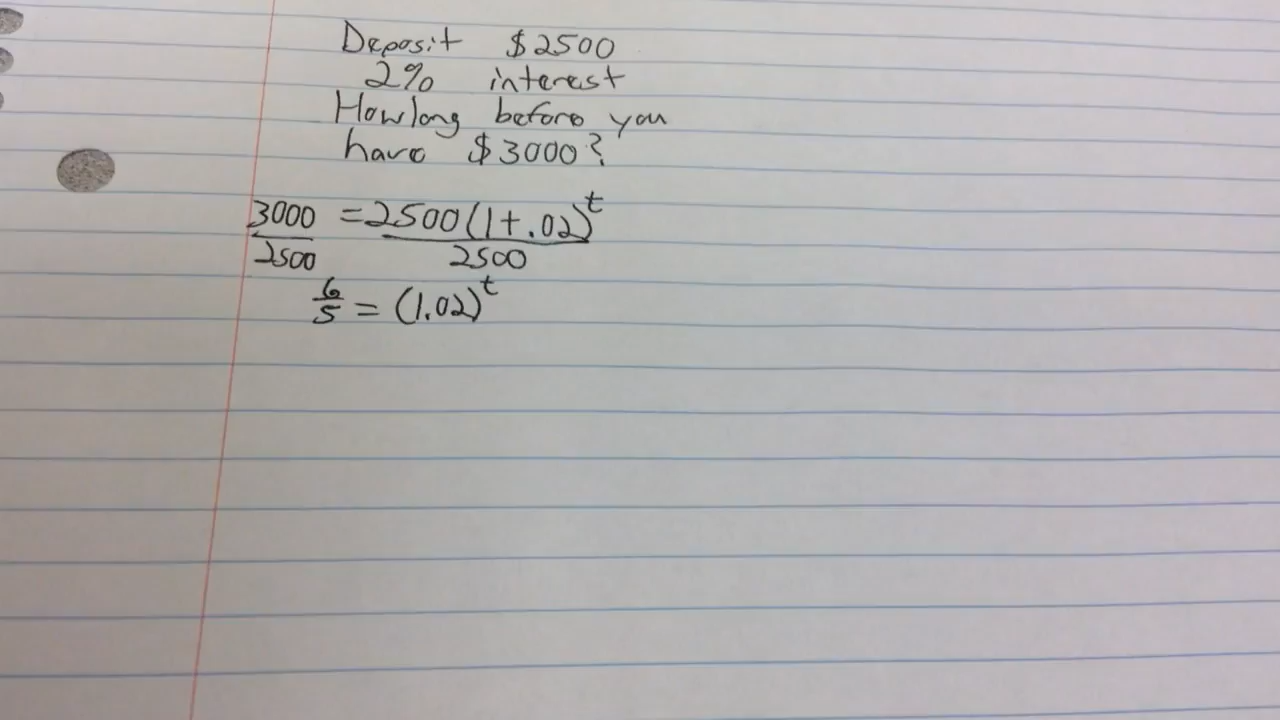 Deposit $2500
2% interest
How long before you
have $3000?
3000 = 2500(1+.02)^t
2500 2500
6/5 = (1.02)^t